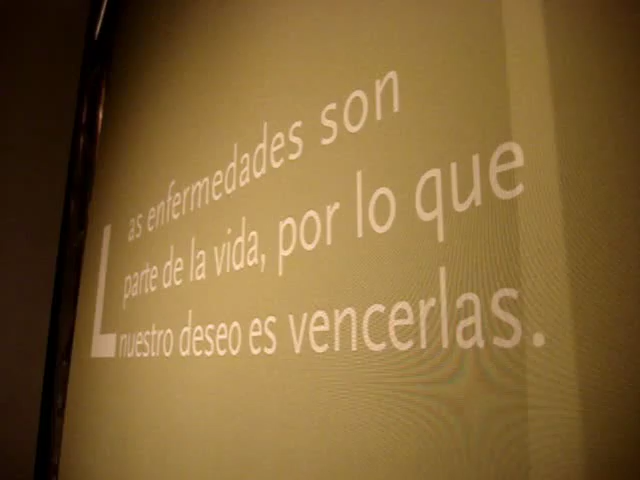 Las enfermedades son
parte de la vida, por lo que
nuestro deseo es vencerlas.